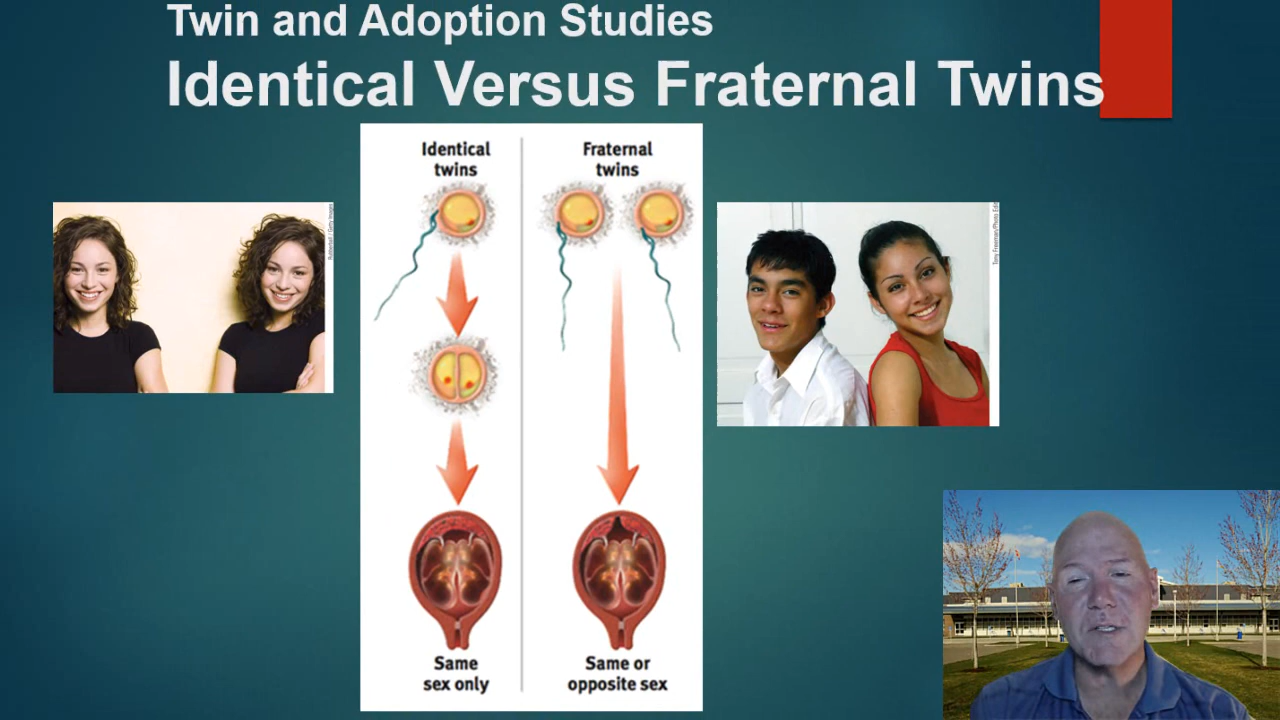 Twin and Adoption Studies
Identical Versus Fraternal Twins
Identical
twins
Fraternal
twins
Same
sex only
Same or
opposite sex